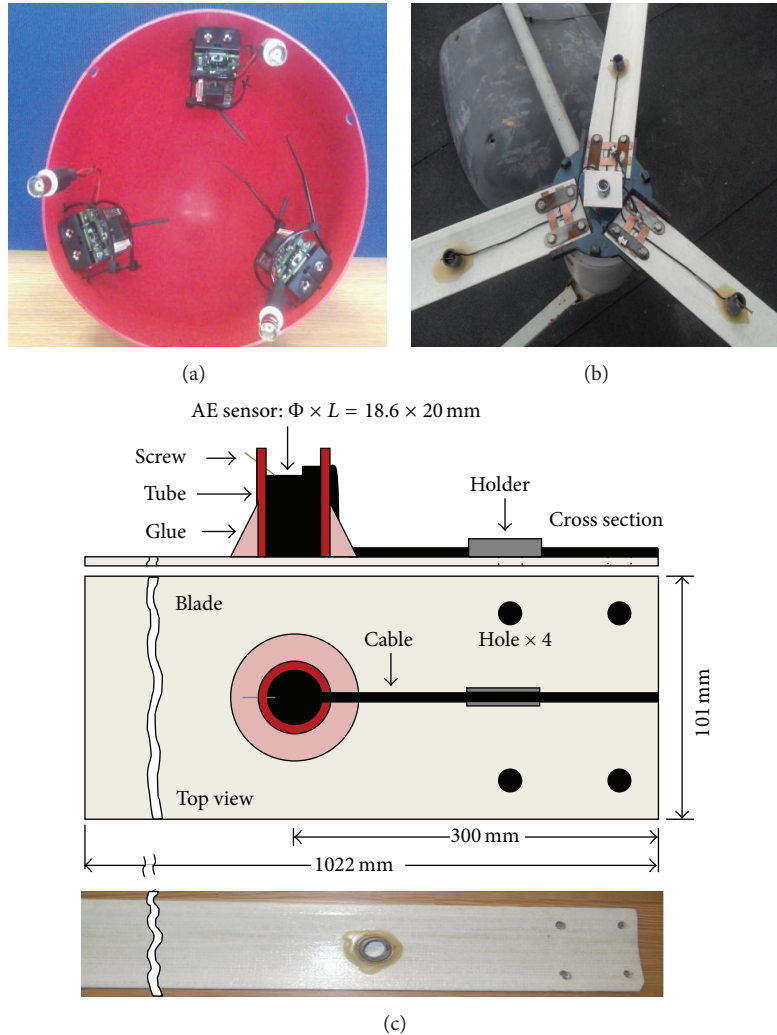 (a)
(b)
AE sensor: Φ × L = 18.6 × 20 mm
Screw
Tube
Glue
Holder
Cross section
Blade
Cable
Hole × 4
Top view
101 mm
300 mm
1022 mm
(c)